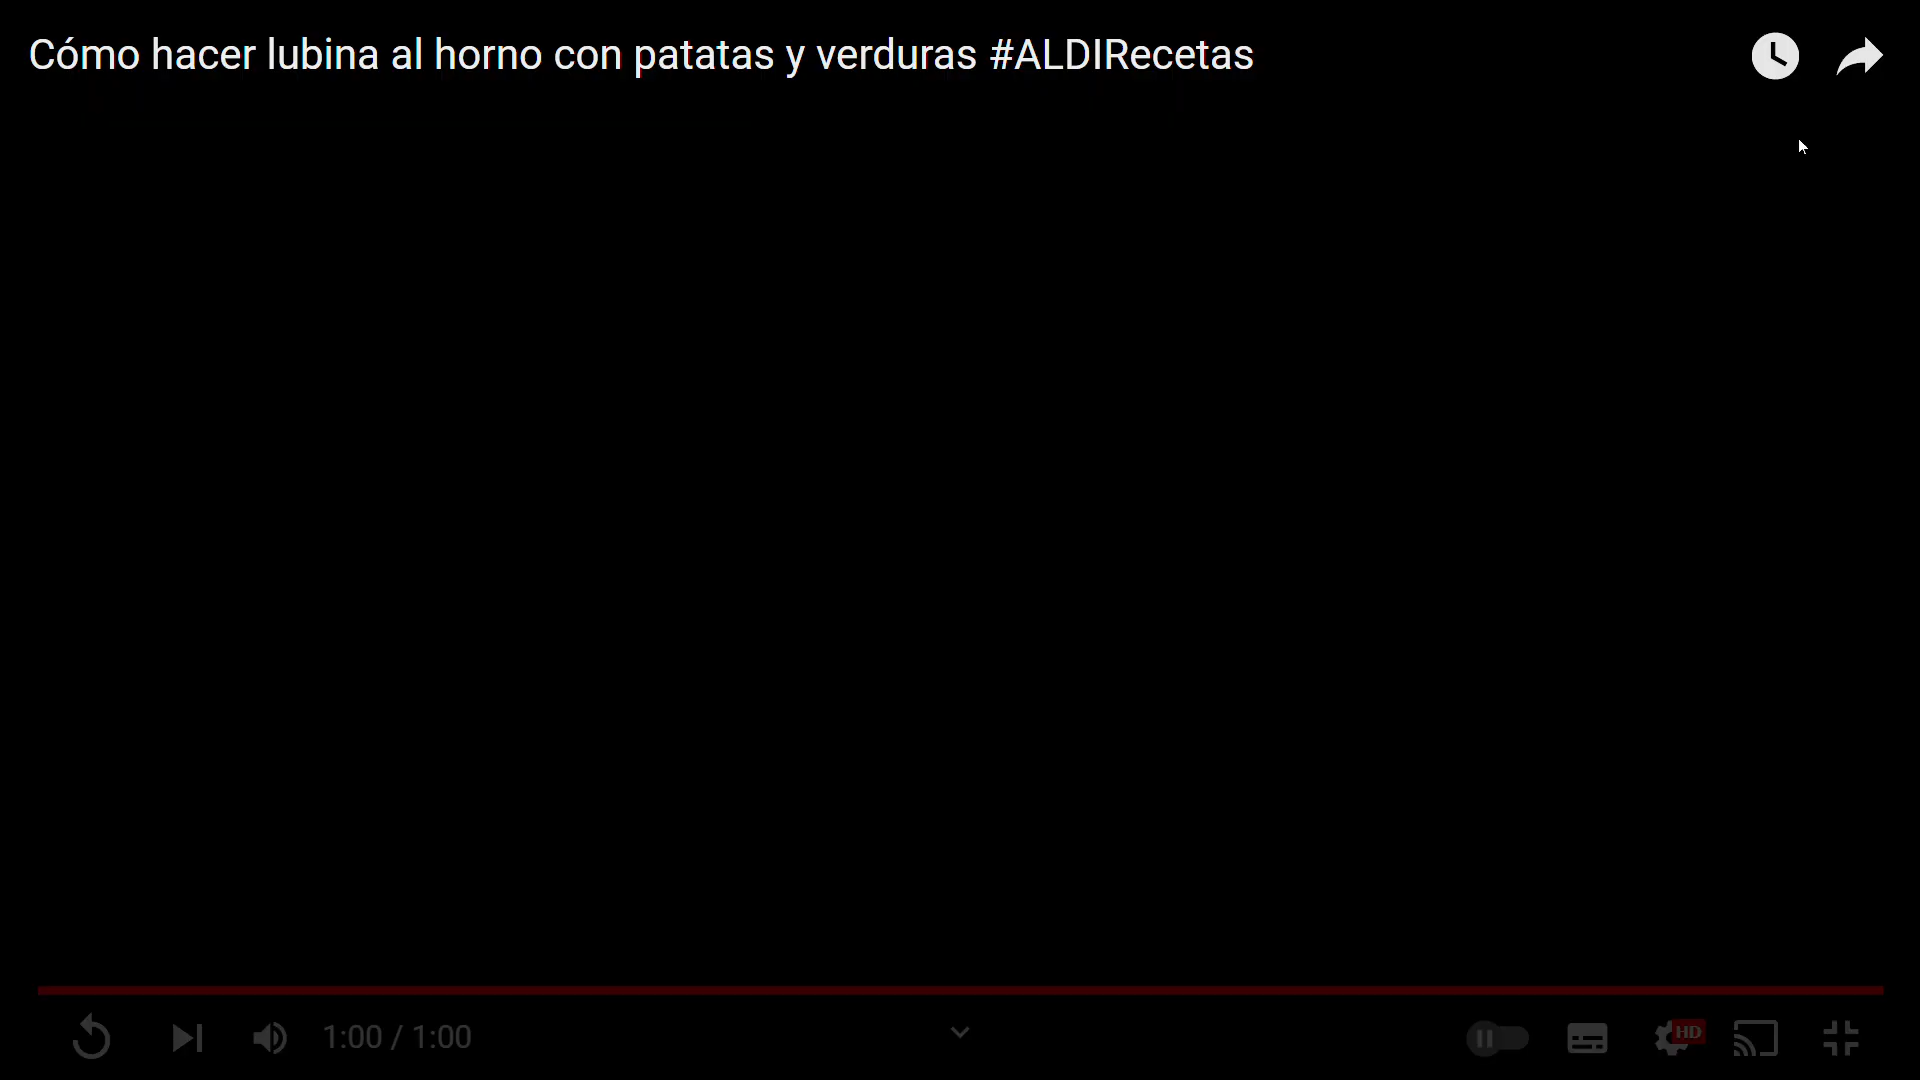 Cómo hacer lubina al horno con patatas y verduras #ALDIRecetas
1:00 / 1:00
HD